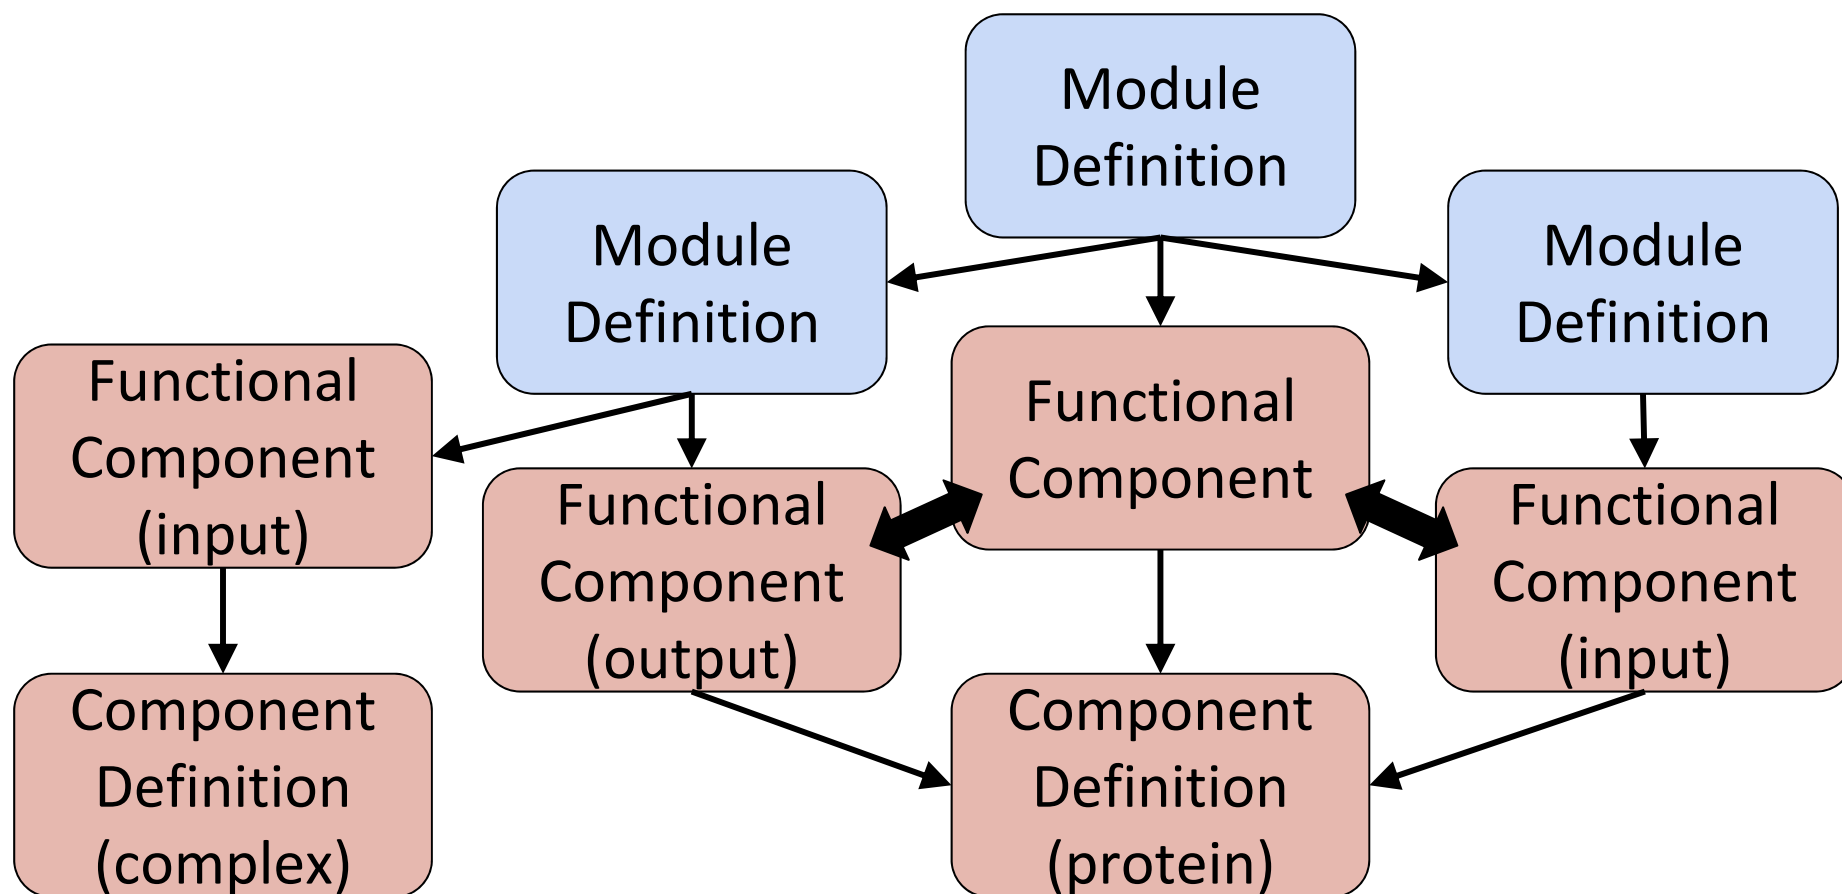 Module
Definition
Module
Definition
Module
Definition
Functional
Component
(input)
Functional
Component
Functional
Component
(output)
Functional
Component
(input)
Component
Definition
(complex)
Component
Definition
(protein)